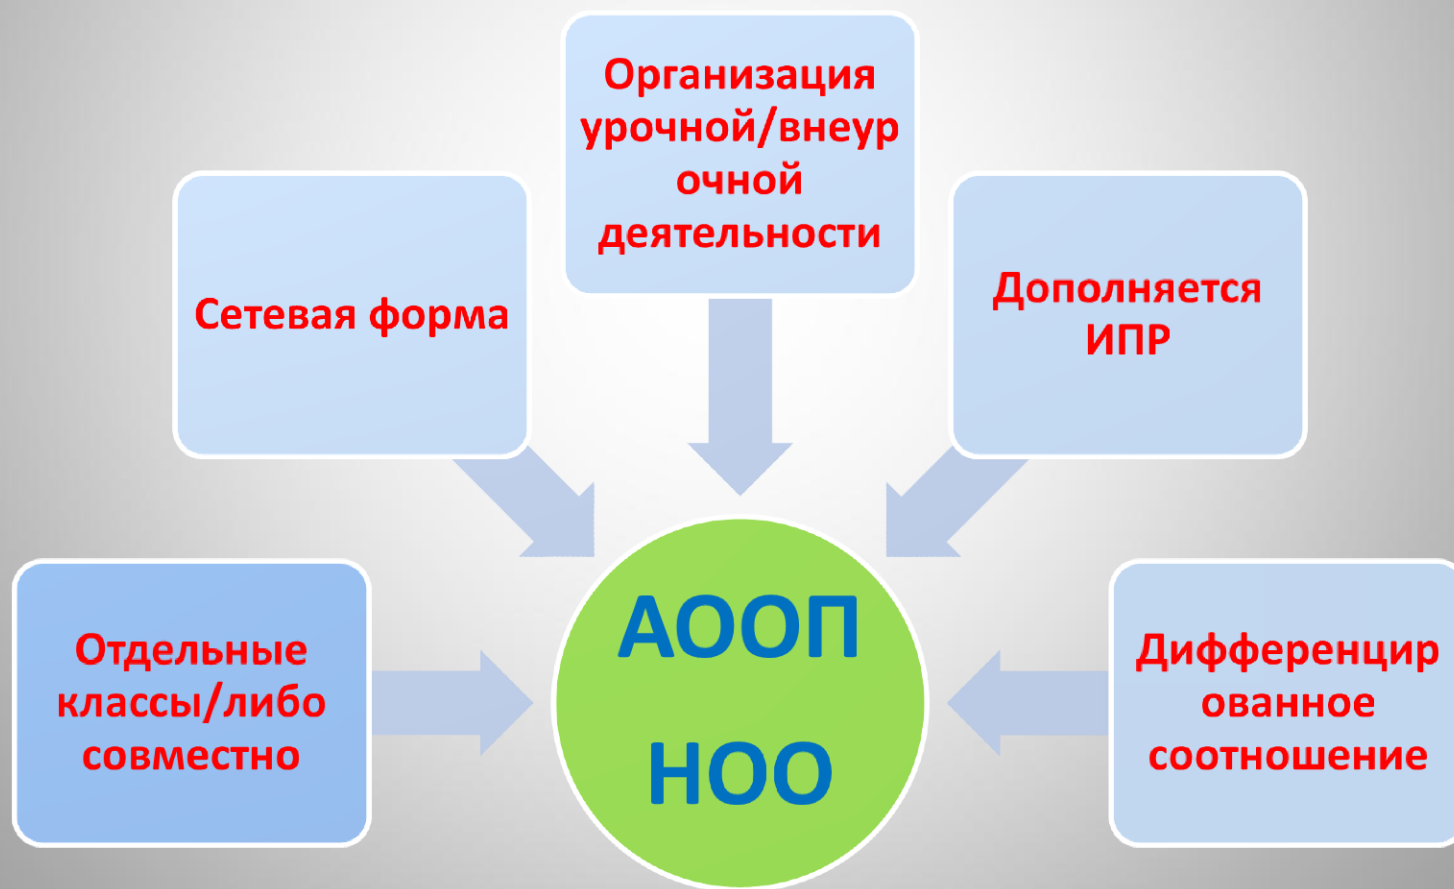 Организация
урочной/внеур
очной
деятельности
Сетевая форма
Дополняется
ИПР
Отдельные
классы/либо
совместно
АООП
НОО
Дифференцир
ованное
соотношение